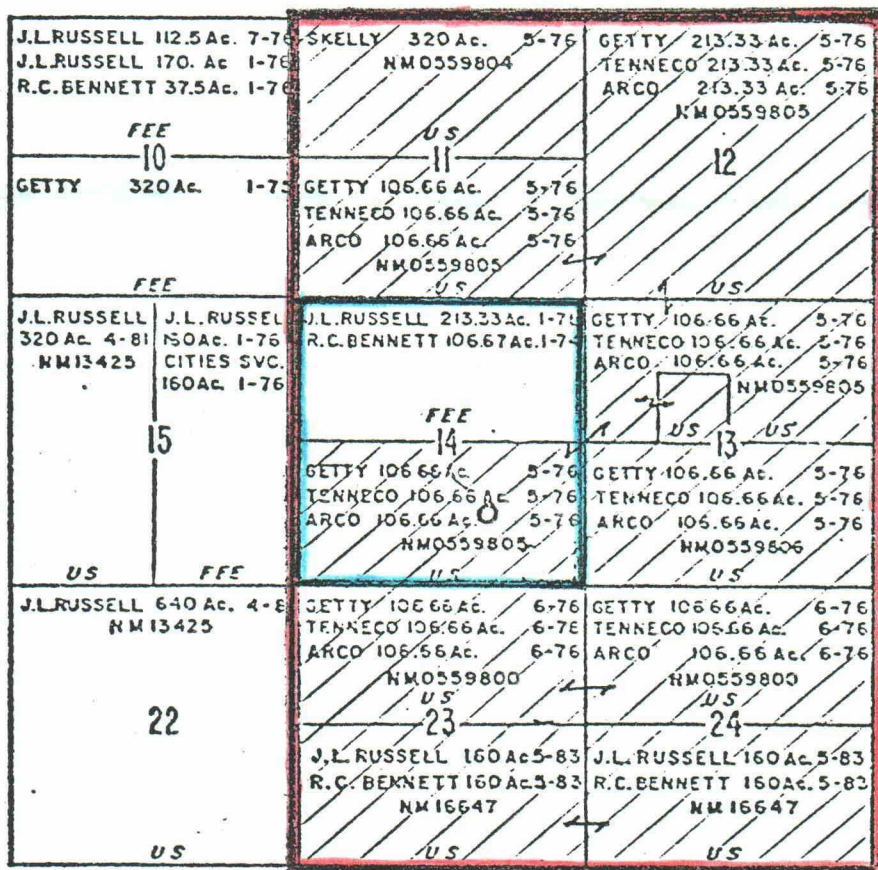 J.L.RUSSELL 112.5 Ac. 7-76
J.L.RUSSELL 170. Ac 1-76
R.C.BENNETT 37.5Ac. 1-76
FEE
10
GETTY 320 Ac. 1-75
FEE
SKELLY 320 Ac. 5-76
NM0559804
US
11
GETTY 106.66 Ac. 5-76
TENNECO 106.66 Ac. 5-76
ARCO 106.66 Ac. 5-76
NM0559805
US
GETTY 213.33 Ac. 5-76
TENNECO 213.33 Ac. 5-76
ARCO 213.33 Ac. 5-76
NM0559805
12
US
J.L.RUSSELL
320 Ac. 4-81
NM13425
J.L.RUSSEL
160Ac. 1-76
CITIES SVC.
160Ac. 1-76
15
US FEE
J.L.RUSSELL 213.33 Ac. 1-75
R.C.BENNETT 106.67 Ac.
FEE
14
GETTY 106.66 Ac. 5-76
TENNECO 106.66 Ac. 5-76
ARCO 106.66 Ac. 5-76
NM0559805
US
GETTY 106.66 Ac. 5-76
TENNECO 106.66 Ac. 5-76
ARCO 106.66 Ac. 5-76
NM0559805
US 13 US
GETTY 106.66 Ac. 5-76
TENNECO 106.66 Ac. 5-76
ARCO 106.66 Ac. 5-76
NM0559806
US
J.L.RUSSELL 640 Ac. 4-8
NM13425
22
US
GETTY 106.66 Ac. 6-76
TENNECO 106.66 Ac. 6-76
ARCO 106.66 Ac. 6-76
NM0559800
US
23
J.L. RUSSELL 160 Ac 5-83
R.C. BENNETT 160 Ac. 5-83
NM16647
US
GETTY 106.66 Ac. 6-76
TENNECO 106.66 Ac. 6-76
ARCO 106.66 Ac. 6-76
NM0559800
US
24
J.L. RUSSELL 160 Ac. 5-83
R.C. BENNETT 160 Ac. 5-83
NM16647
US